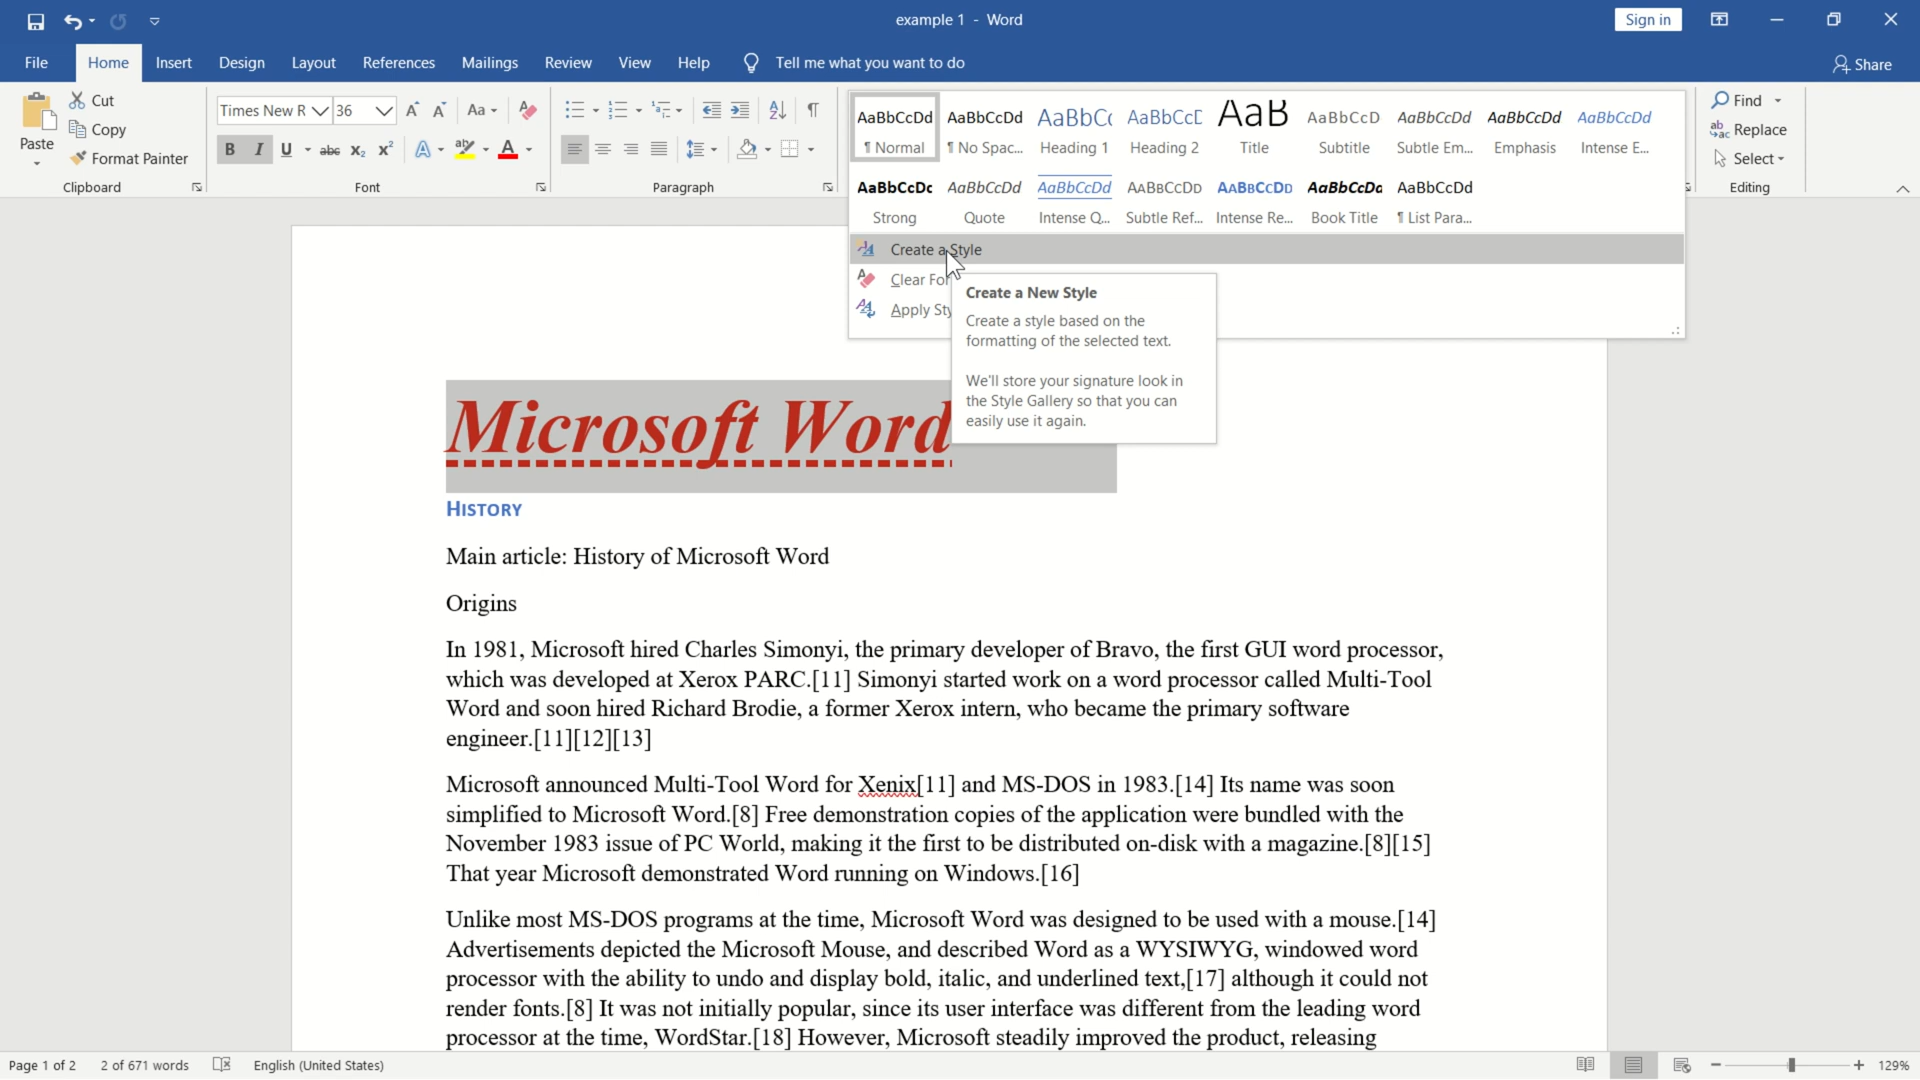 example 1 - Word
Sign in
File Home Insert Design Layout References Mailings Review View Help Tell me what you want to do
Share
Paste
Cut
Copy
Format Painter
Clipboard
Times New R 36
Font
Paragraph
AaBbCcDd AaBbCcDd AaBbCc AaBbCcC AaB AaBbCcD AaBbCcDd AaBbCcDd AaBbCcDd
¶ Normal ¶ No Spac... Heading 1 Heading 2 Title Subtitle Subtle Em... Emphasis Intense E...
AaBbCcDc AaBbCcDd AaBbCcDd AaBbCcDd AaBbCcDd AaBbCcDd AaBbCcDd
Strong Quote Intense Q... Subtle Ref... Intense Re... Book Title ¶ List Para...
Create a Style
Clear For
Apply Sty
Create a New Style
Create a style based on the
formatting of the selected text.
We'll store your signature look in
the Style Gallery so that you can
easily use it again.
Find
Replace
Select
Editing
Microsoft Word
History
Main article: History of Microsoft Word
Origins
In 1981, Microsoft hired Charles Simonyi, the primary developer of Bravo, the first GUI word processor,
which was developed at Xerox PARC.[11] Simonyi started work on a word processor called Multi-Tool
Word and soon hired Richard Brodie, a former Xerox intern, who became the primary software
engineer.[11][12][13]
Microsoft announced Multi-Tool Word for Xenix[11] and MS-DOS in 1983.[14] Its name was soon
simplified to Microsoft Word.[8] Free demonstration copies of the application were bundled with the
November 1983 issue of PC World, making it the first to be distributed on-disk with a magazine.[8][15]
That year Microsoft demonstrated Word running on Windows.[16]
Unlike most MS-DOS programs at the time, Microsoft Word was designed to be used with a mouse.[14]
Advertisements depicted the Microsoft Mouse, and described Word as a WYSIWYG, windowed word
processor with the ability to undo and display bold, italic, and underlined text,[17] although it could not
render fonts.[8] It was not initially popular, since its user interface was different from the leading word
processor at the time, WordStar.[18] However, Microsoft steadily improved the product, releasing
Page 1 of 2 2 of 671 words English (United States) 129%